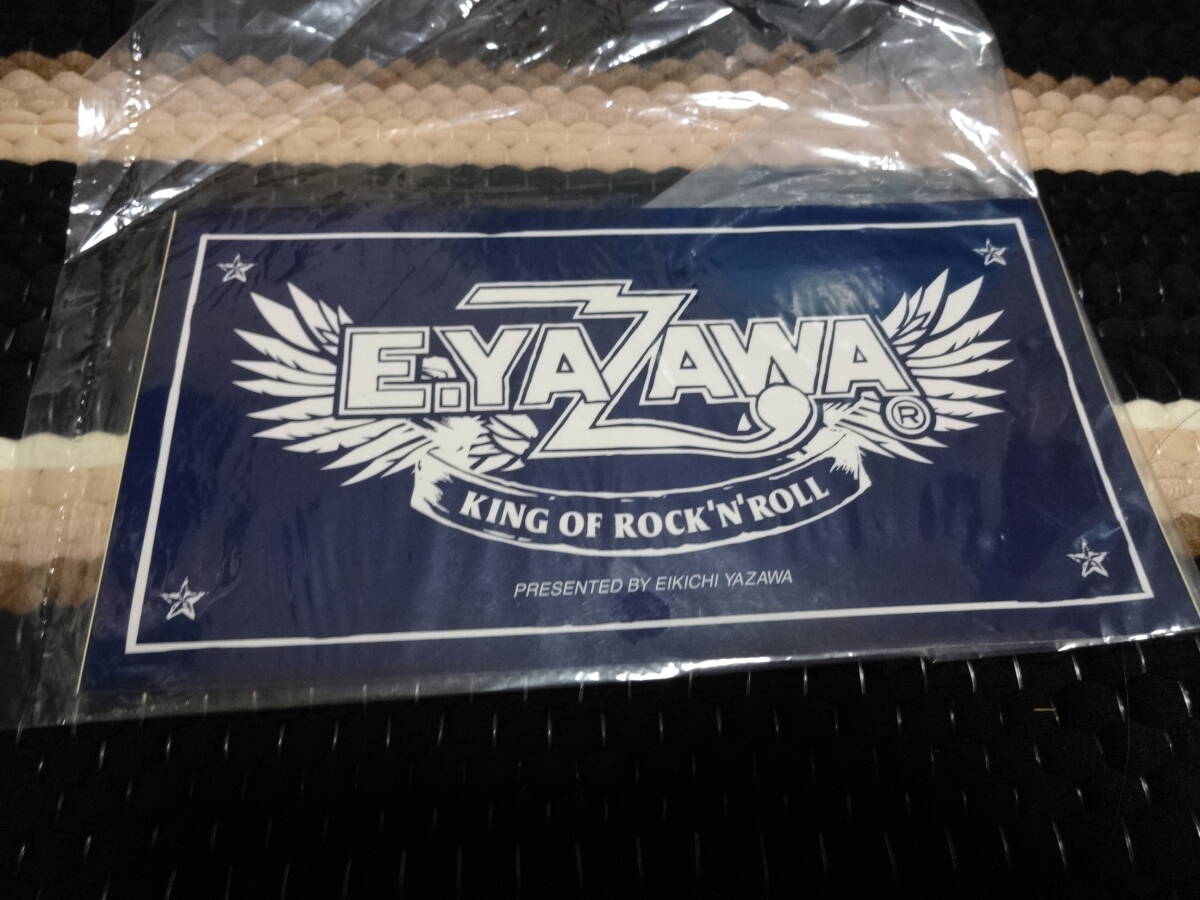 E.YAZAWA
®
KING OF ROCK'N'ROLL
PRESENTED BY EIKICHI YAZAWA